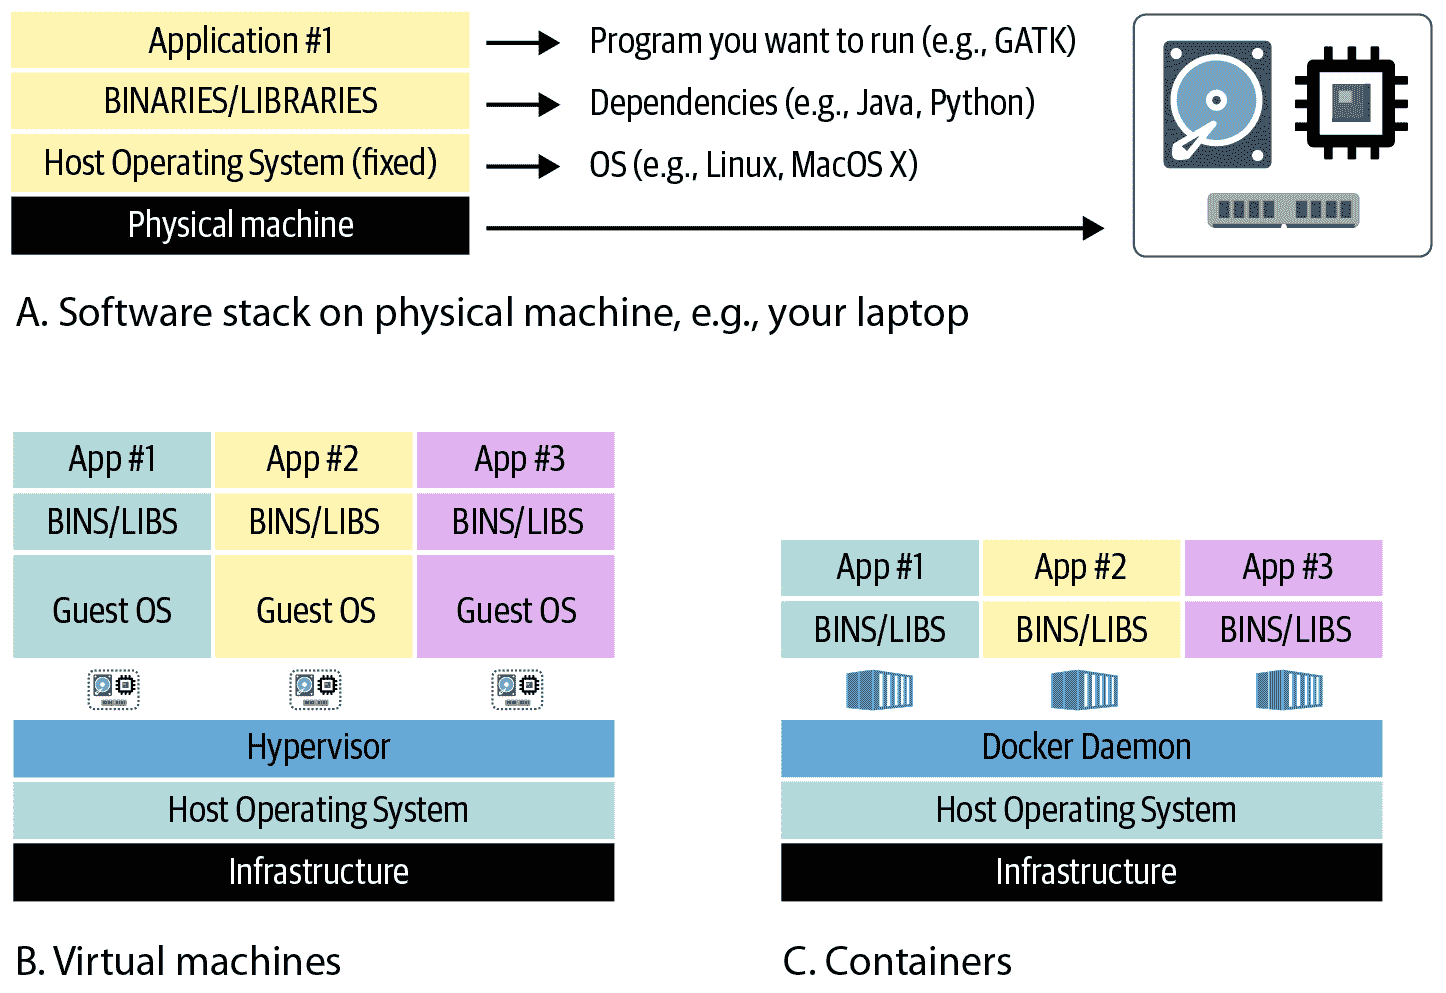 Application #1
Program you want to run (e.g., GATK)
BINARIES/LIBRARIES
Dependencies (e.g., Java, Python)
Host Operating System (fixed)
OS (e.g., Linux, MacOS X)
Physical machine
A. Software stack on physical machine, e.g., your laptop
App #1
App #2
App #3
BINS/LIBS
BINS/LIBS
BINS/LIBS
Guest OS
Guest OS
Guest OS
Hypervisor
Host Operating System
Infrastructure
B. Virtual machines
App #1
App #2
App #3
BINS/LIBS
BINS/LIBS
BINS/LIBS
Docker Daemon
Host Operating System
Infrastructure
C. Containers